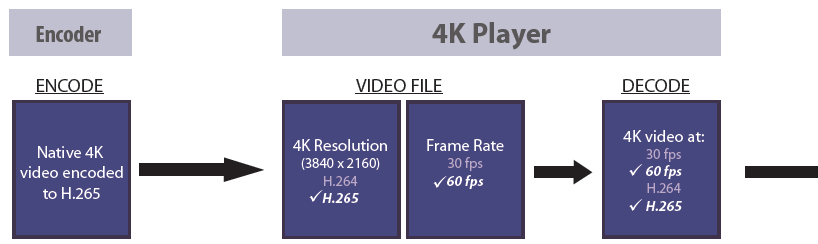 Encoder
4K Player
ENCODE
VIDEO FILE
DECODE
Native 4K
video encoded
to H.265
4K Resolution
(3840 x 2160)
H.264
✓H.265
Frame Rate
30 fps
✓60 fps
4K video at:
30 fps
✓60 fps
H.264
✓H.265